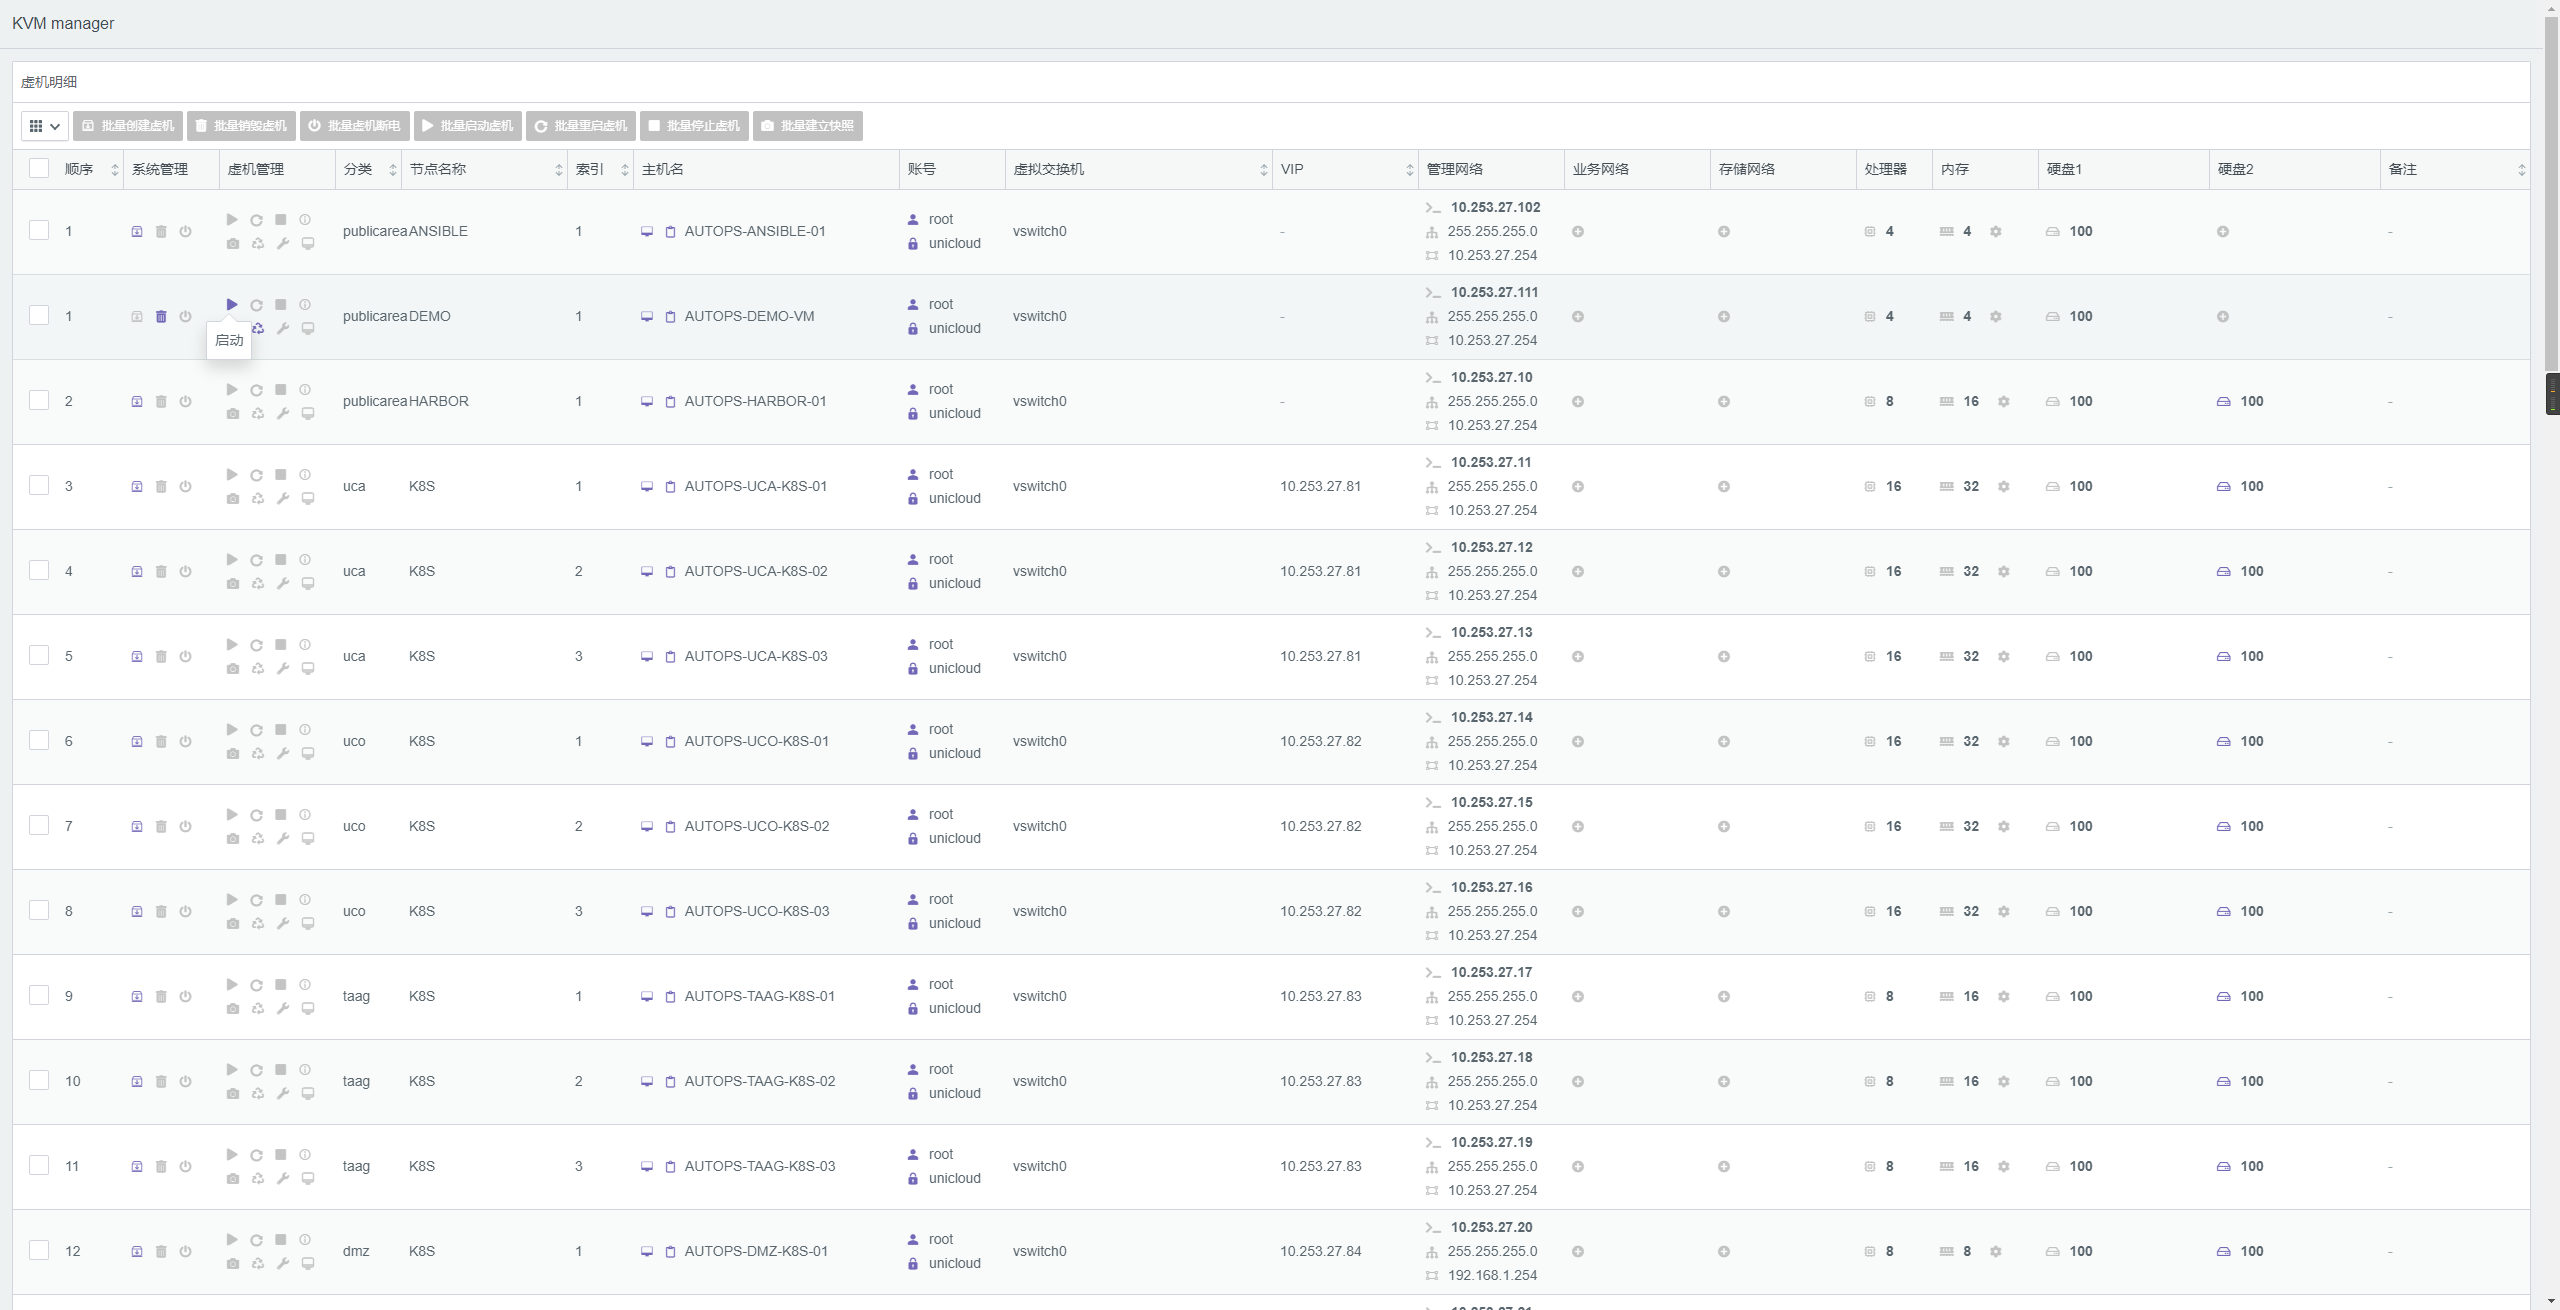 KVM manager
虚机明细
批量创建虚机 批量销毁虚机 批量虚机断电 批量启动虚机 批量重启虚机 批量停止虚机 批量建立快照
顺序 系统管理 虚机管理 分类 节点名称 索引 主机名 账号 虚拟交换机 VIP 管理网络 业务网络 存储网络 处理器 内存 硬盘1 硬盘2 备注
root 10.253.27.102
1 publicarea ANSIBLE 1 AUTOPS-ANSIBLE-01 vswitch0 - 255.255.255.0 4 4 100 -
unicloud 10.253.27.254
root 10.253.27.111
1 publicarea DEMO 1 AUTOPS-DEMO-VM vswitch0 - 255.255.255.0 4 4 100 -
启动 unicloud 10.253.27.254
root 10.253.27.10
2 publicarea HARBOR 1 AUTOPS-HARBOR-01 vswitch0 - 255.255.255.0 8 16 100 100 -
unicloud 10.253.27.254
root 10.253.27.11
3 uca K8S 1 AUTOPS-UCA-K8S-01 vswitch0 10.253.27.81 255.255.255.0 16 32 100 100 -
unicloud 10.253.27.254
root 10.253.27.12
4 uca K8S 2 AUTOPS-UCA-K8S-02 vswitch0 10.253.27.81 255.255.255.0 16 32 100 100 -
unicloud 10.253.27.254
root 10.253.27.13
5 uca K8S 3 AUTOPS-UCA-K8S-03 vswitch0 10.253.27.81 255.255.255.0 16 32 100 100 -
unicloud 10.253.27.254
root 10.253.27.14
6 uco K8S 1 AUTOPS-UCO-K8S-01 vswitch0 10.253.27.82 255.255.255.0 16 32 100 100 -
unicloud 10.253.27.254
root 10.253.27.15
7 uco K8S 2 AUTOPS-UCO-K8S-02 vswitch0 10.253.27.82 255.255.255.0 16 32 100 100 -
unicloud 10.253.27.254
root 10.253.27.16
8 uco K8S 3 AUTOPS-UCO-K8S-03 vswitch0 10.253.27.82 255.255.255.0 16 32 100 100 -
unicloud 10.253.27.254
root 10.253.27.17
9 taag K8S 1 AUTOPS-TAAG-K8S-01 vswitch0 10.253.27.83 255.255.255.0 8 16 100 100 -
unicloud 10.253.27.254
root 10.253.27.18
10 taag K8S 2 AUTOPS-TAAG-K8S-02 vswitch0 10.253.27.83 255.255.255.0 8 16 100 100 -
unicloud 10.253.27.254
root 10.253.27.19
11 taag K8S 3 AUTOPS-TAAG-K8S-03 vswitch0 10.253.27.83 255.255.255.0 8 16 100 100 -
unicloud 10.253.27.254
root 10.253.27.20
12 dmz K8S 1 AUTOPS-DMZ-K8S-01 vswitch0 10.253.27.84 255.255.255.0 8 8 100 100 -
unicloud 192.168.1.254